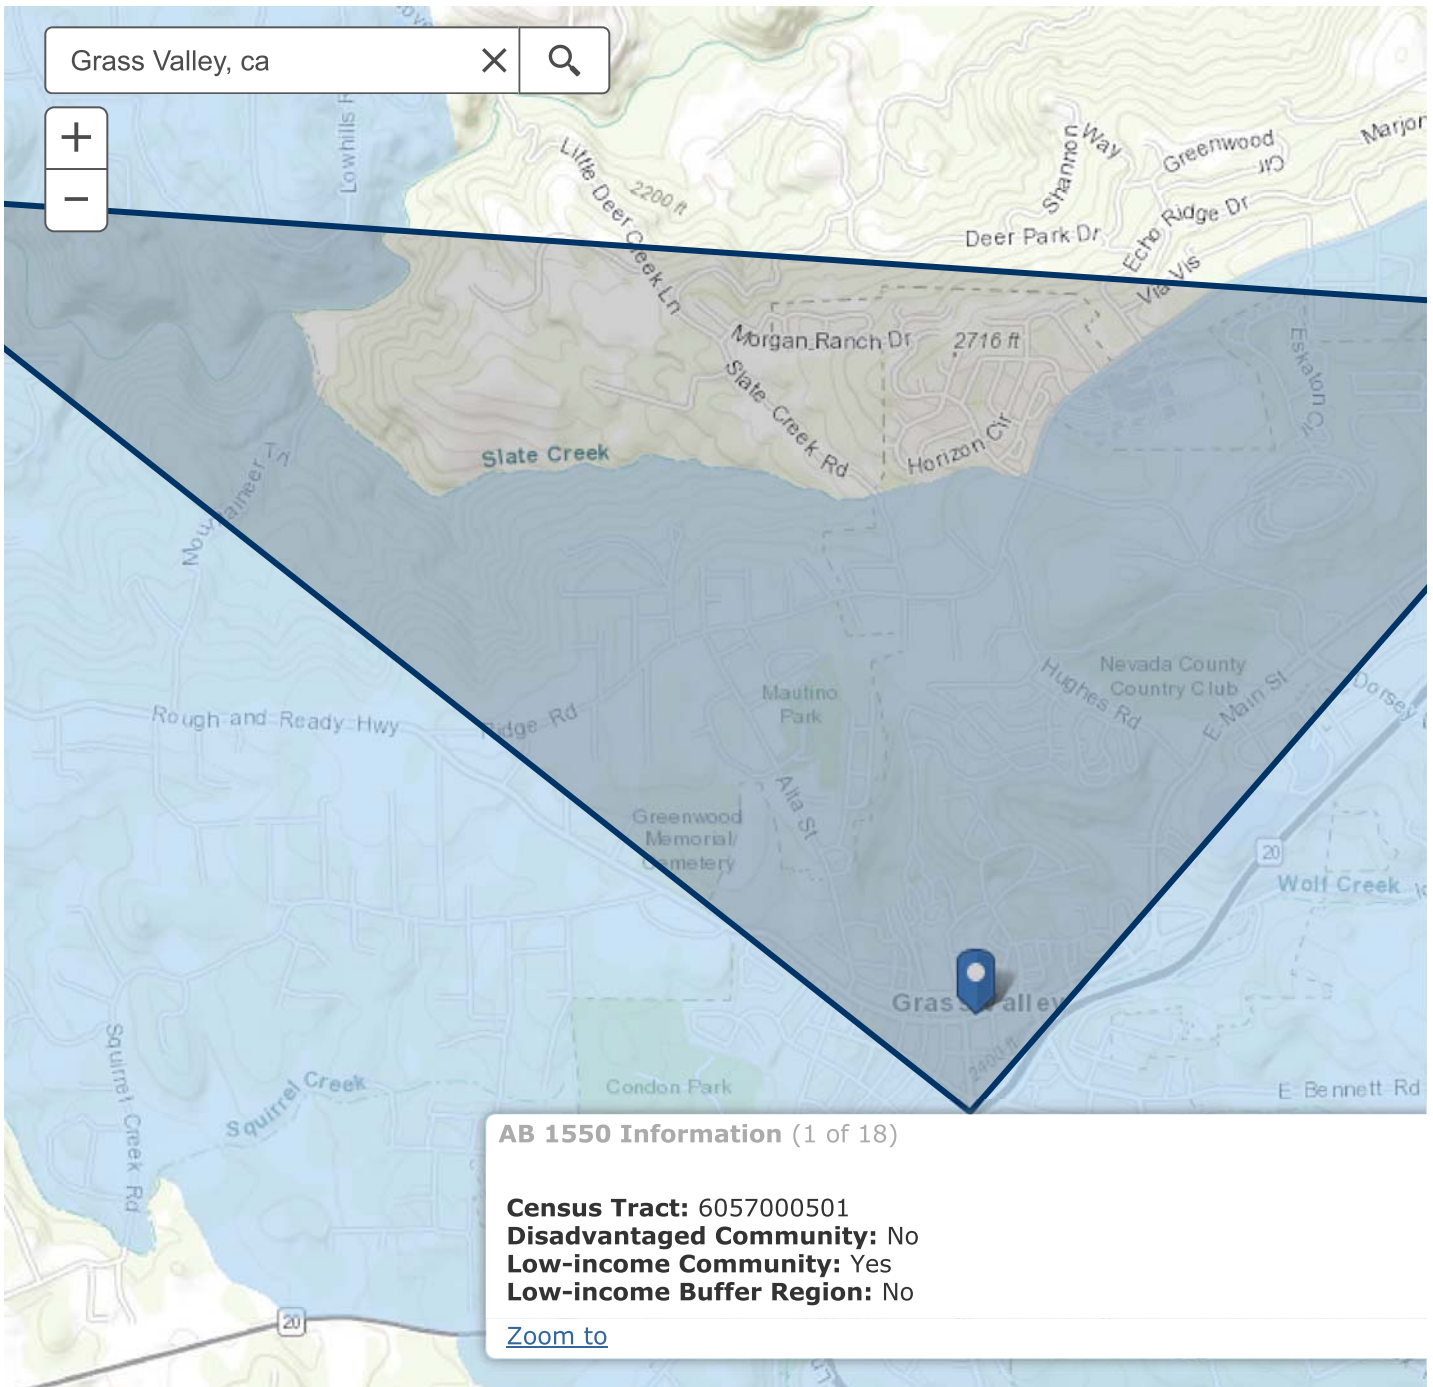 Grass Valley, ca
+
−
Lowhills
Little Deer Creek Ln
2200 ft
Shannon Way
Greenwood Cir
Marjor
Deer Park Dr
Echo Ridge Dr
Via Vis
Morgan Ranch Dr
2716 ft
Eskaton Cir
Slate Creek Rd
Horizon Cir
Slate Creek
Mountaineer Trl
Rough and Ready Hwy
Ridge Rd
Mautino
Park
Nevada County
Country Club
Hughes Rd
E Main St
Dorsey
Alta St
Greenwood
Memorial
Cemetery
20
Wolf Creek
Grass Valley
2400 ft
Squirrel Creek Rd
Squirrel Creek
Condon Park
E Bennett Rd
AB 1550 Information (1 of 18)
Census Tract: 6057000501
Disadvantaged Community: No
Low-income Community: Yes
Low-income Buffer Region: No
Zoom to
20